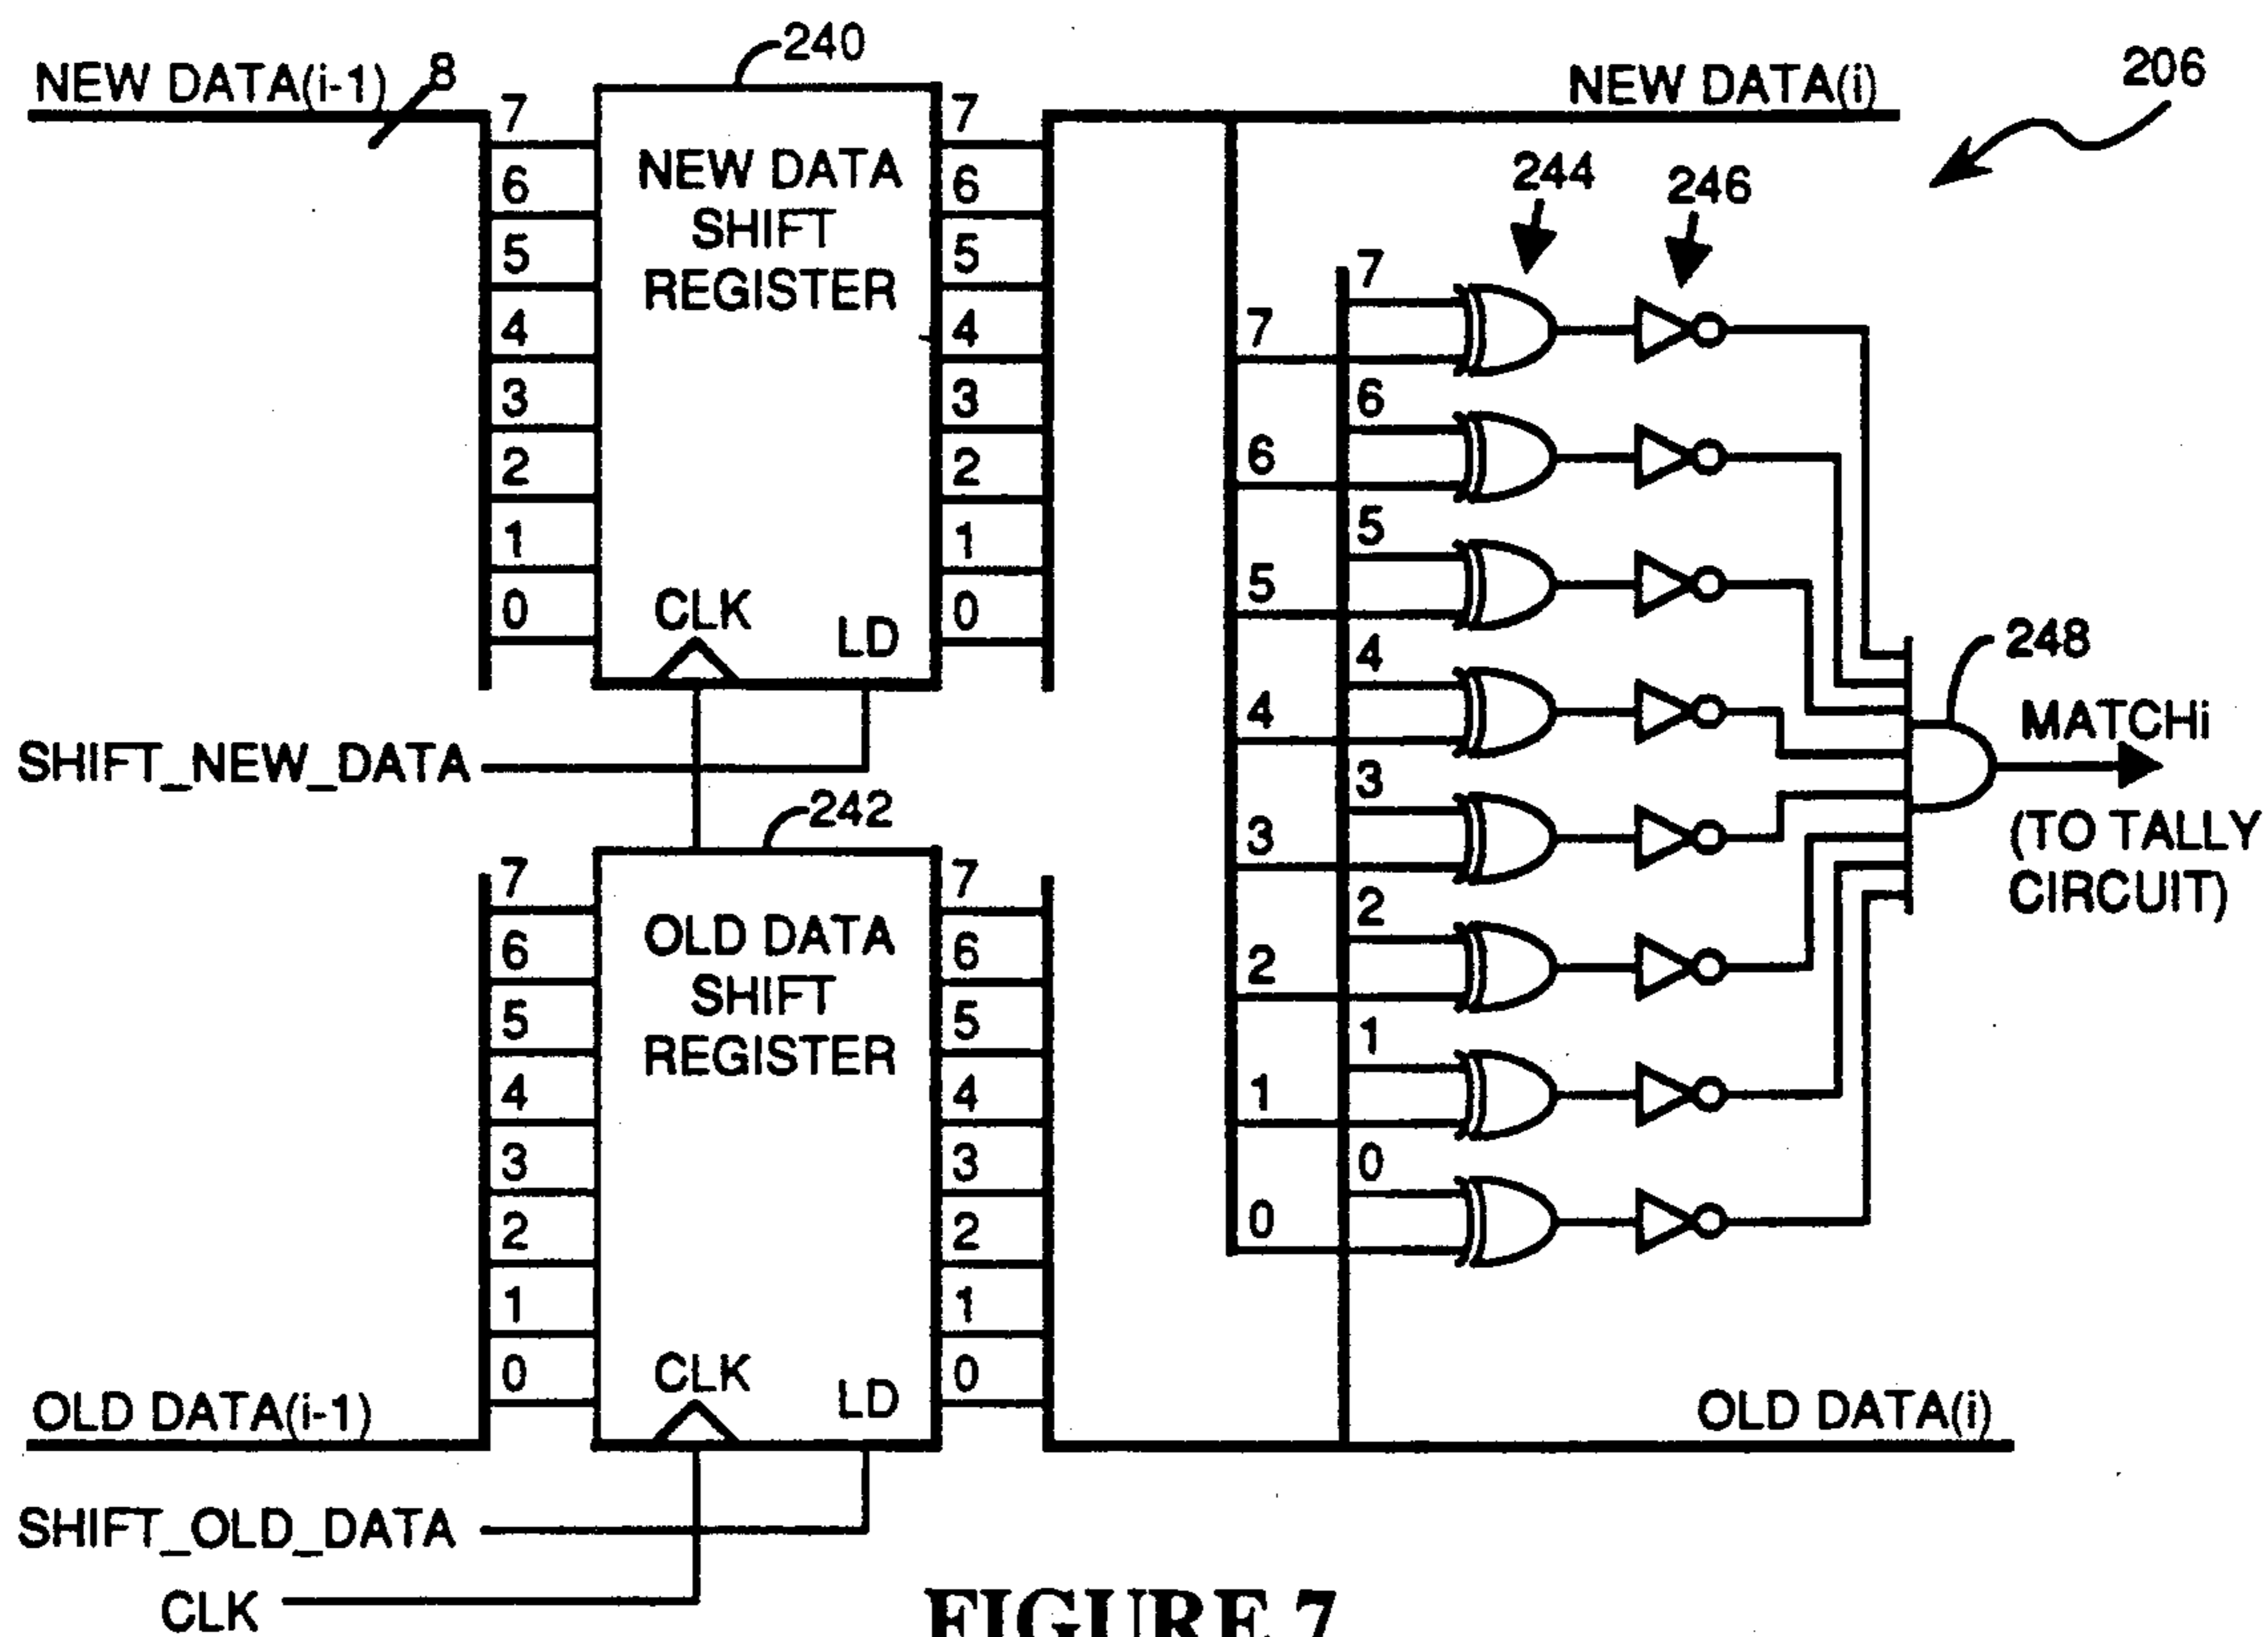 240
NEW DATA(i-1)
8
NEW DATA(i)
206
7
6
5
4
3
2
1
0
NEW DATA
SHIFT
REGISTER
CLK
LD
7
6
5
4
3
2
1
0
244
246
7
6
5
4
3
2
1
0
7
6
5
4
3
2
1
0
248
MATCHi
(TO TALLY
CIRCUIT)
SHIFT_NEW_DATA
242
7
6
5
4
3
2
1
0
OLD DATA
SHIFT
REGISTER
CLK
LD
7
6
5
4
3
2
1
0
OLD DATA(i-1)
OLD DATA(i)
SHIFT_OLD_DATA
CLK
FIGURE 7